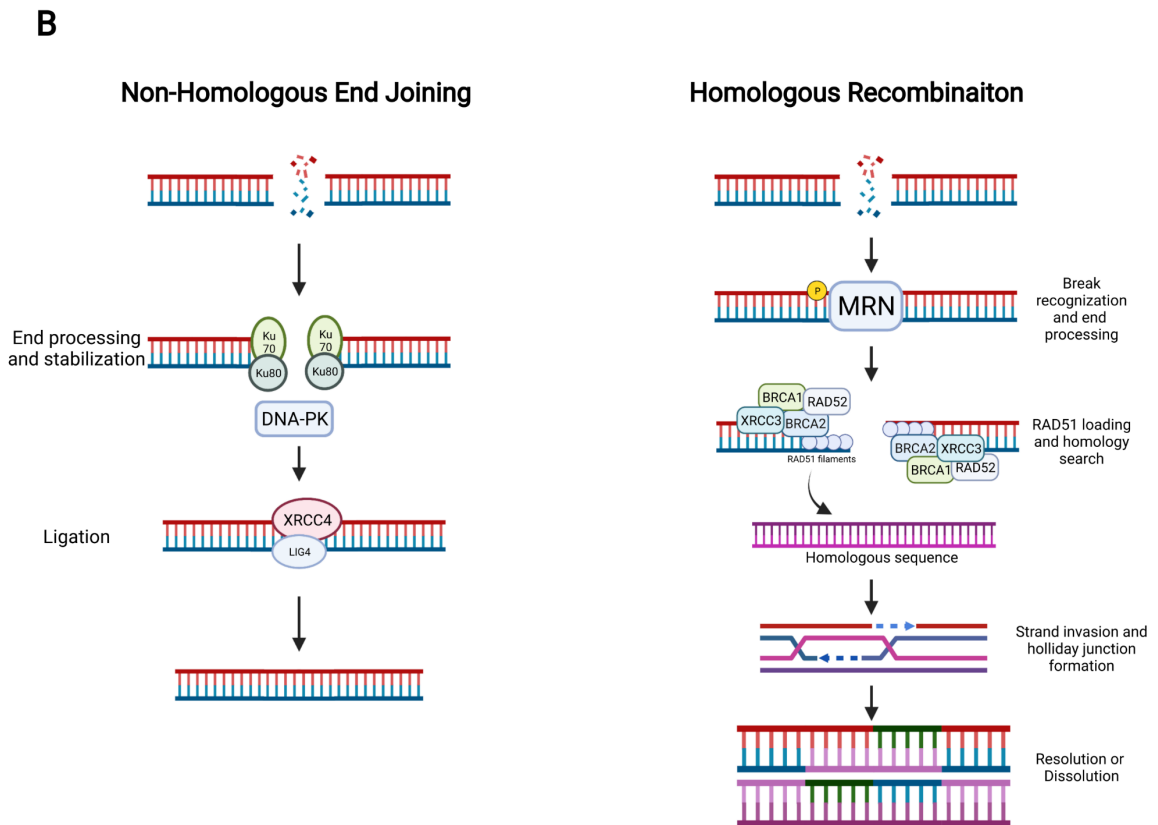 B
Non-Homologous End Joining
End processing
and stabilization
Ku
70
Ku80
Ku
70
Ku80
DNA-PK
Ligation
XRCC4
LIG4
Homologous Recombinaiton
P
MRN
Break
recognization
and end
processing
BRCA1
RAD52
XRCC3
BRCA2
RAD51 filaments
BRCA2
XRCC3
BRCA1
RAD52
RAD51 loading
and homology
search
Homologous sequence
Strand invasion and
holliday junction
formation
Resolution or
Dissolution